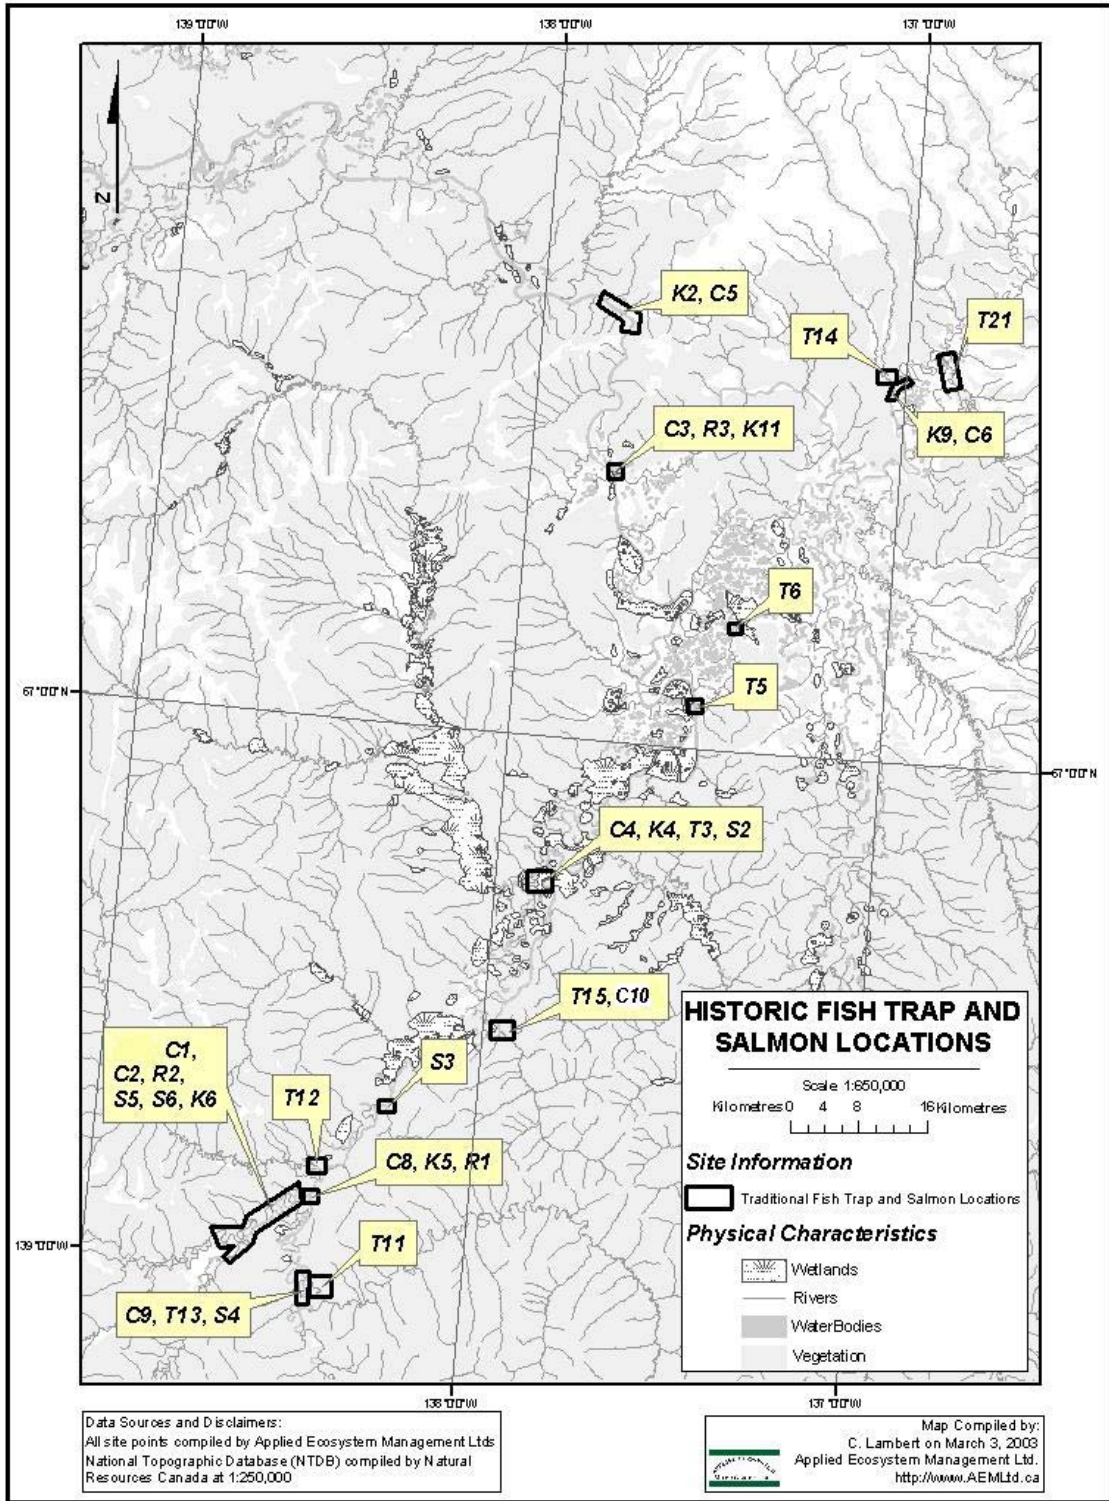 139°0'0"W
138°0'0"W
137°0'0"W
N
K2, C5
T14
T21
K9, C6
C3, R3, K11
T6
T5
67°0'0"N
67°0'0"N
C4, K4, T3, S2
T15, C10
C1,
C2, R2,
S5, S6, K6
T12
S3
C8, K5, R1
139°0'0"W
T11
C9, T13, S4
HISTORIC FISH TRAP AND
SALMON LOCATIONS
Scale 1:650,000
Kilometres 0 4 8 16 Kilometres
Site Information
Traditional Fish Trap and Salmon Locations
Physical Characteristics
Wetlands
Rivers
WaterBodies
Vegetation
138°0'0"W
137°0'0"W
Data Sources and Disclaimers:
All site points compiled by Applied Ecosystem Management Ltds
National Topographic Database (NTDB) compiled by Natural
Resources Canada at 1:250,000
Map Compiled by:
C. Lambert on March 3, 2003
Applied Ecosystem Management Ltd.
http://www.AEMLtd.ca